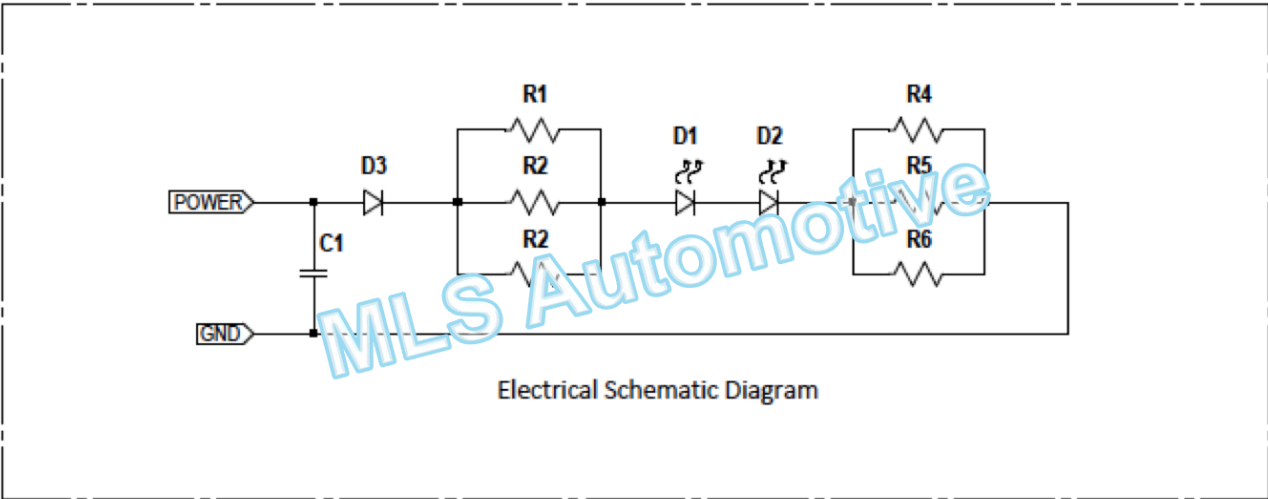 R1
R4
D1
D2
D3
R2
R5
POWER
C1
R2
R6
GND
MLS Automotive
Electrical Schematic Diagram